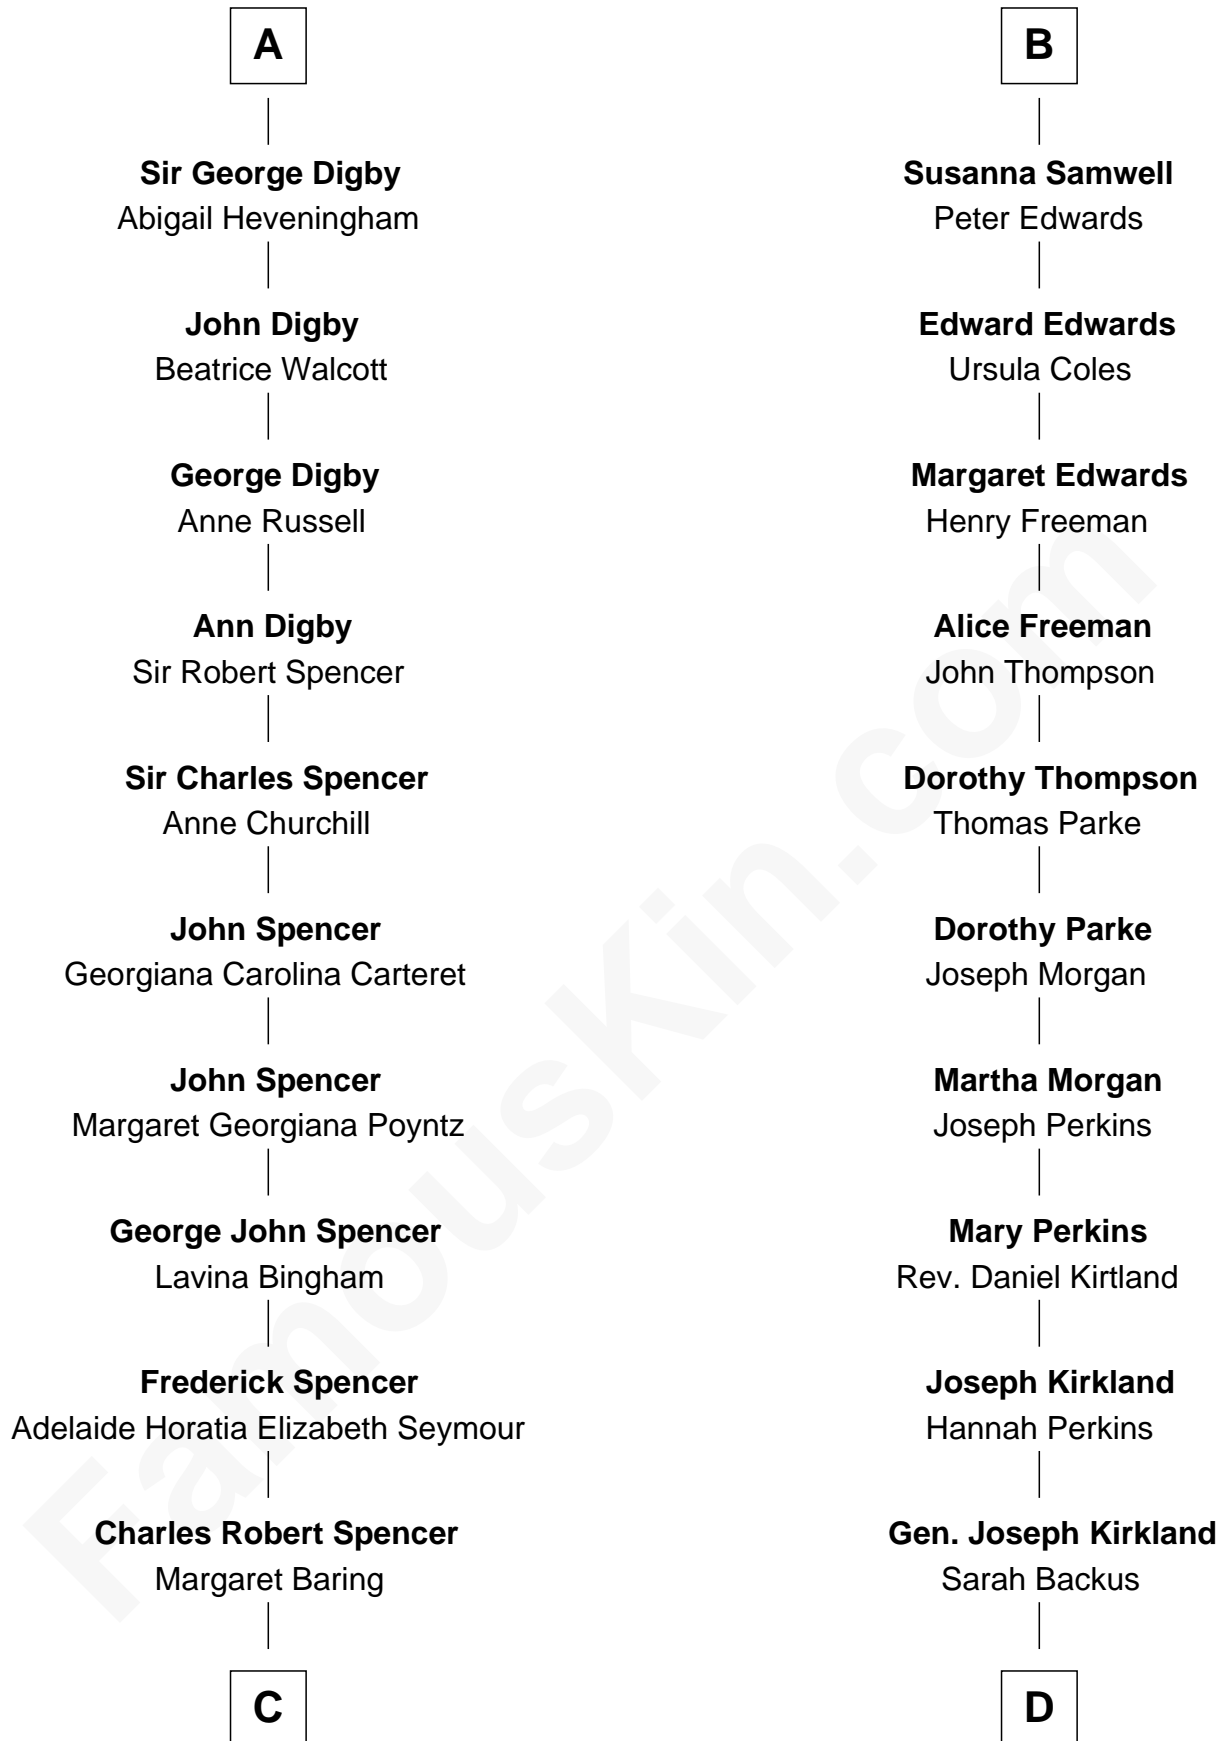 A
Sir George Digby
Abigail Heveningham
John Digby
Beatrice Walcott
George Digby
Anne Russell
Ann Digby
Sir Robert Spencer
Sir Charles Spencer
Anne Churchill
John Spencer
Georgiana Carolina Carteret
John Spencer
Margaret Georgiana Poyntz
George John Spencer
Lavina Bingham
Frederick Spencer
Adelaide Horatia Elizabeth Seymour
Charles Robert Spencer
Margaret Baring
C
B
Susanna Samwell
Peter Edwards
Edward Edwards
Ursula Coles
Margaret Edwards
Henry Freeman
Alice Freeman
John Thompson
Dorothy Thompson
Thomas Parke
Dorothy Parke
Joseph Morgan
Martha Morgan
Joseph Perkins
Mary Perkins
Rev. Daniel Kirtland
Joseph Kirkland
Hannah Perkins
Gen. Joseph Kirkland
Sarah Backus
D
FamousKin.com